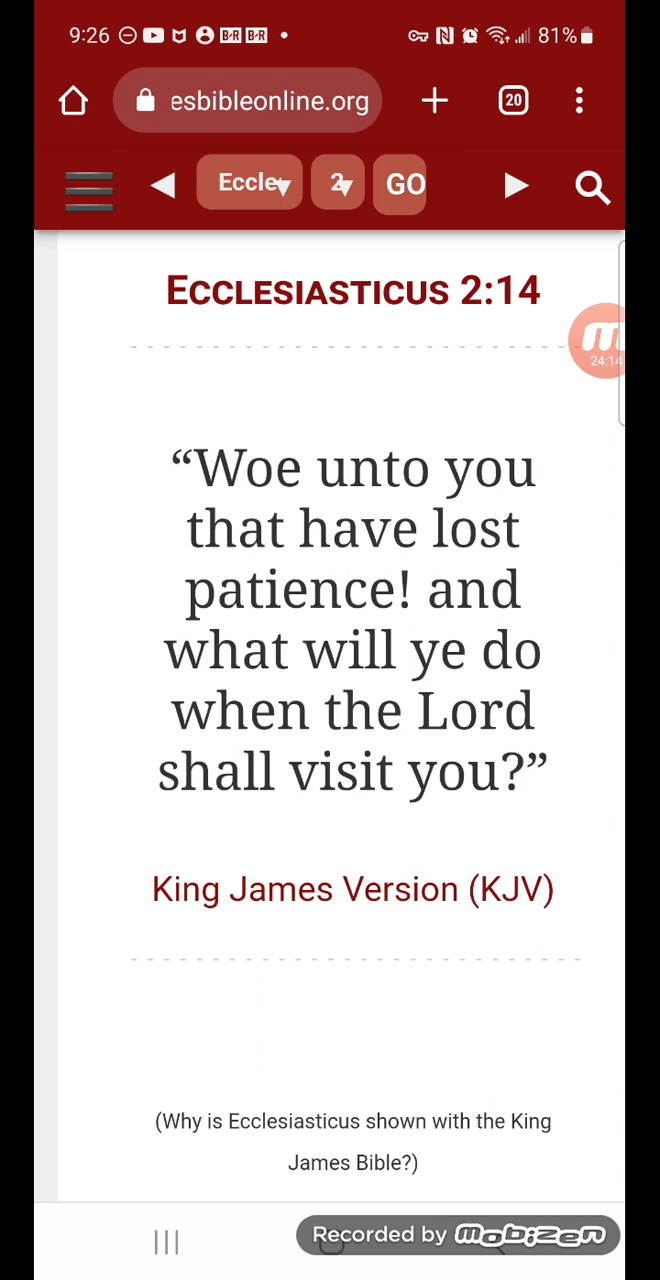 9:26 B·R B·R 81%
esbibleonline.org 20
Eccle 2 GO
ECCLESIASTICUS 2:14
24:14
“Woe unto you
that have lost
patience! and
what will ye do
when the Lord
shall visit you?”
King James Version (KJV)
(Why is Ecclesiasticus shown with the King
James Bible?)
Recorded by mobizen